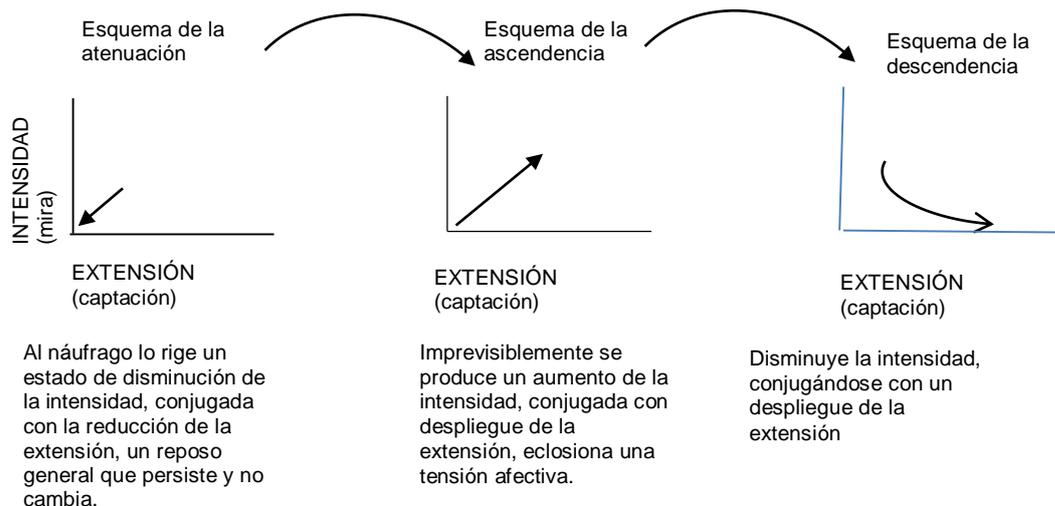 Esquema de la
atenuación
Esquema de la
ascendencia
Esquema de la
descendencia
INTENSIDAD
(mira)
EXTENSIÓN
(captación)
EXTENSIÓN
(captación)
EXTENSIÓN
(captación)
Al náufrago lo rige un
estado de disminución de
la intensidad, conjugada
con la reducción de la
extensión, un reposo
general que persiste y no
cambia.
Imprevisiblemente se
produce un aumento de la
intensidad, conjugada con
despliegue de la
extensión, eclosiona una
tensión afectiva.
Disminuye la intensidad,
conjugándose con un
despliegue de la
extensión